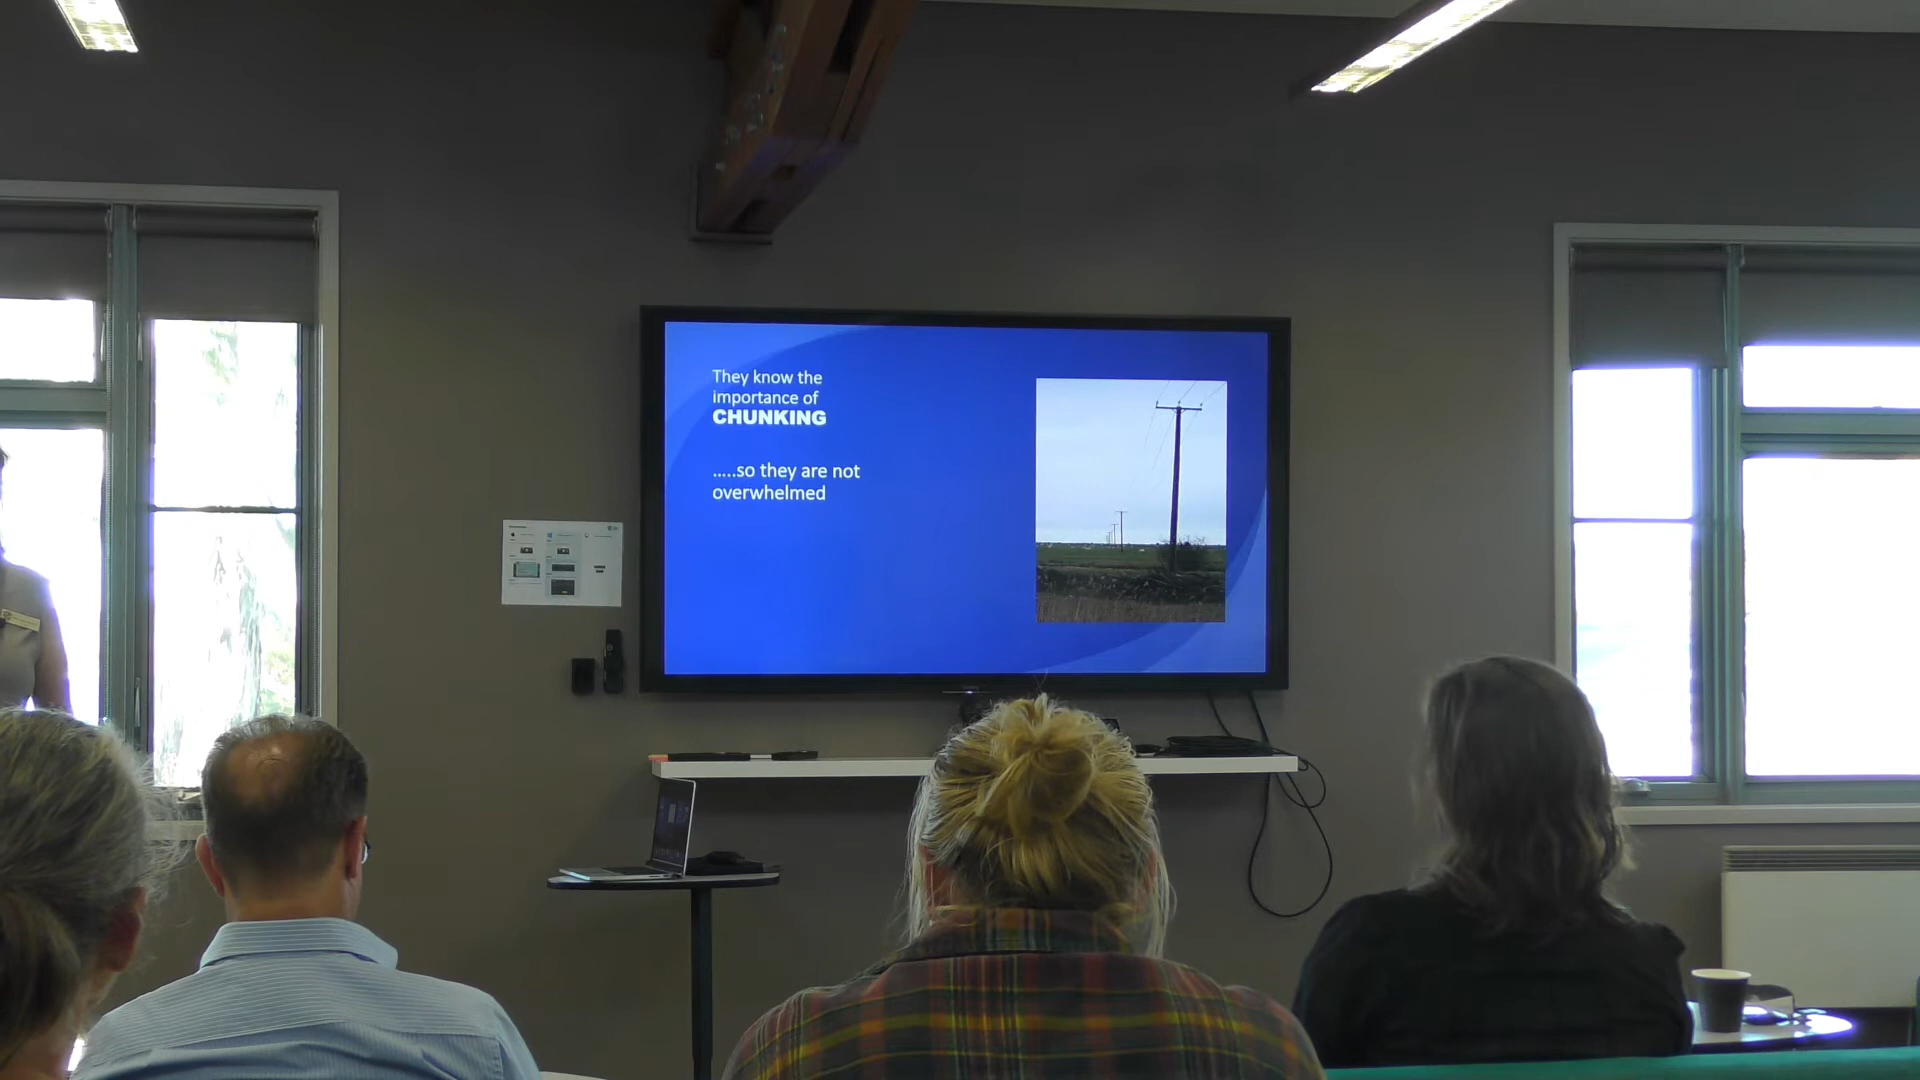 They know the
importance of
CHUNKING
.....so they are not
overwhelmed